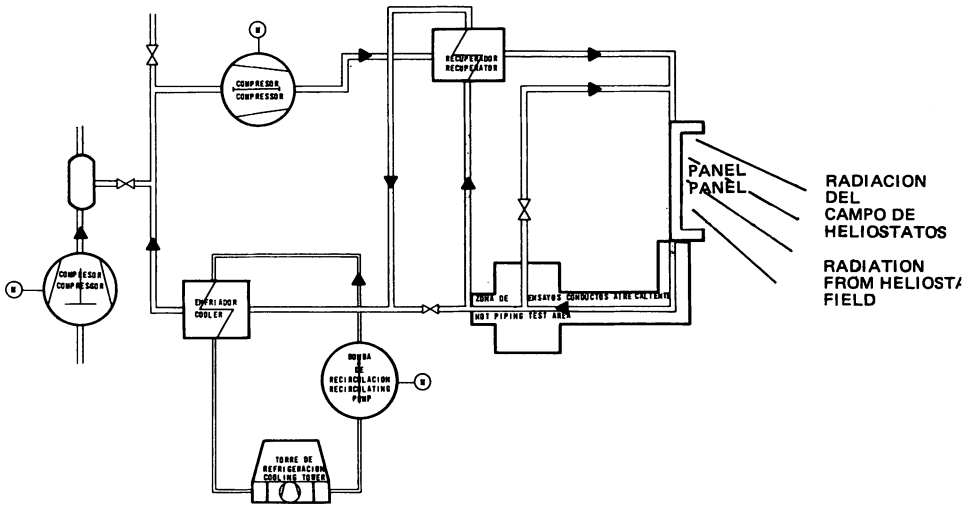 M
RECUPERADOR
RECUPERATOR
COMPRESOR
COMPRESSOR
PANEL
PANEL
RADIACION
DEL
CAMPO DE
HELIOSTATOS
RADIATION
FROM HELIOSTA
FIELD
COMPRESOR
COMPRESSOR
M
ENFRIADOR
COOLER
ZONA DE ENSAYOS CONDUCTOS AIRE CALIENTE
HOT PIPING TEST AREA
BOMBA
DE
RECIRCULACION
RECIRCULATING
PUMP
M
TORRE DE
REFRIGERACION
COOLING TOWER